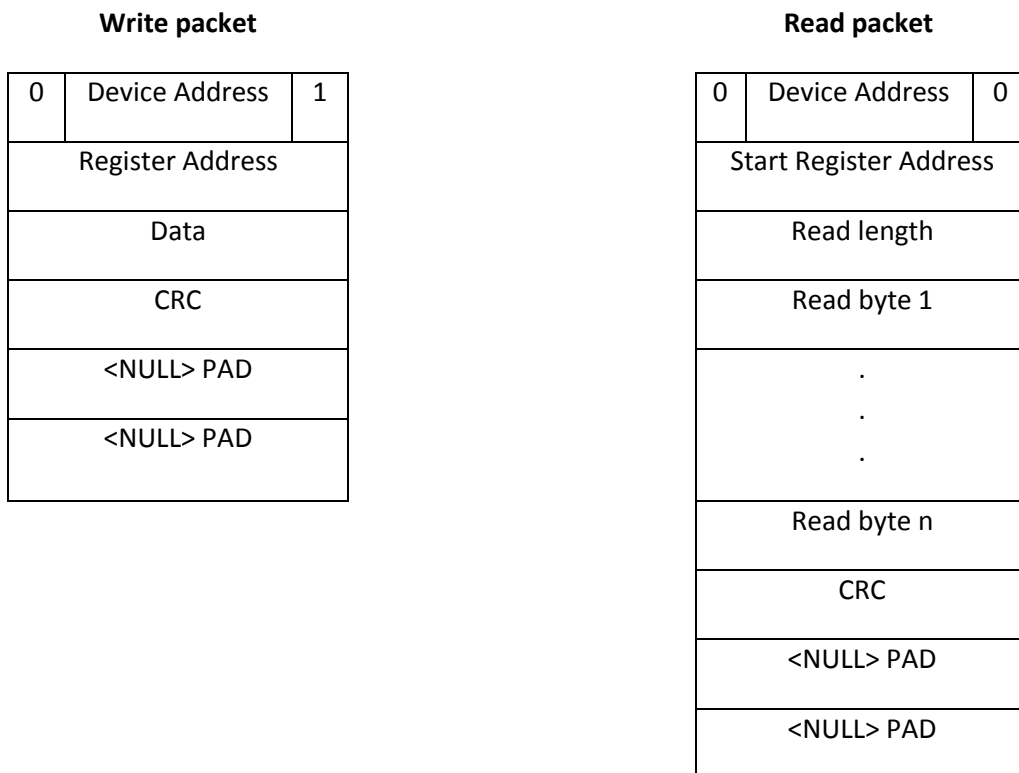 Write packet
0 Device Address 1
Register Address
Data
CRC
<NULL> PAD
<NULL> PAD
Read packet
0 Device Address 0
Start Register Address
Read length
Read byte 1
.
.
.
Read byte n
CRC
<NULL> PAD
<NULL> PAD